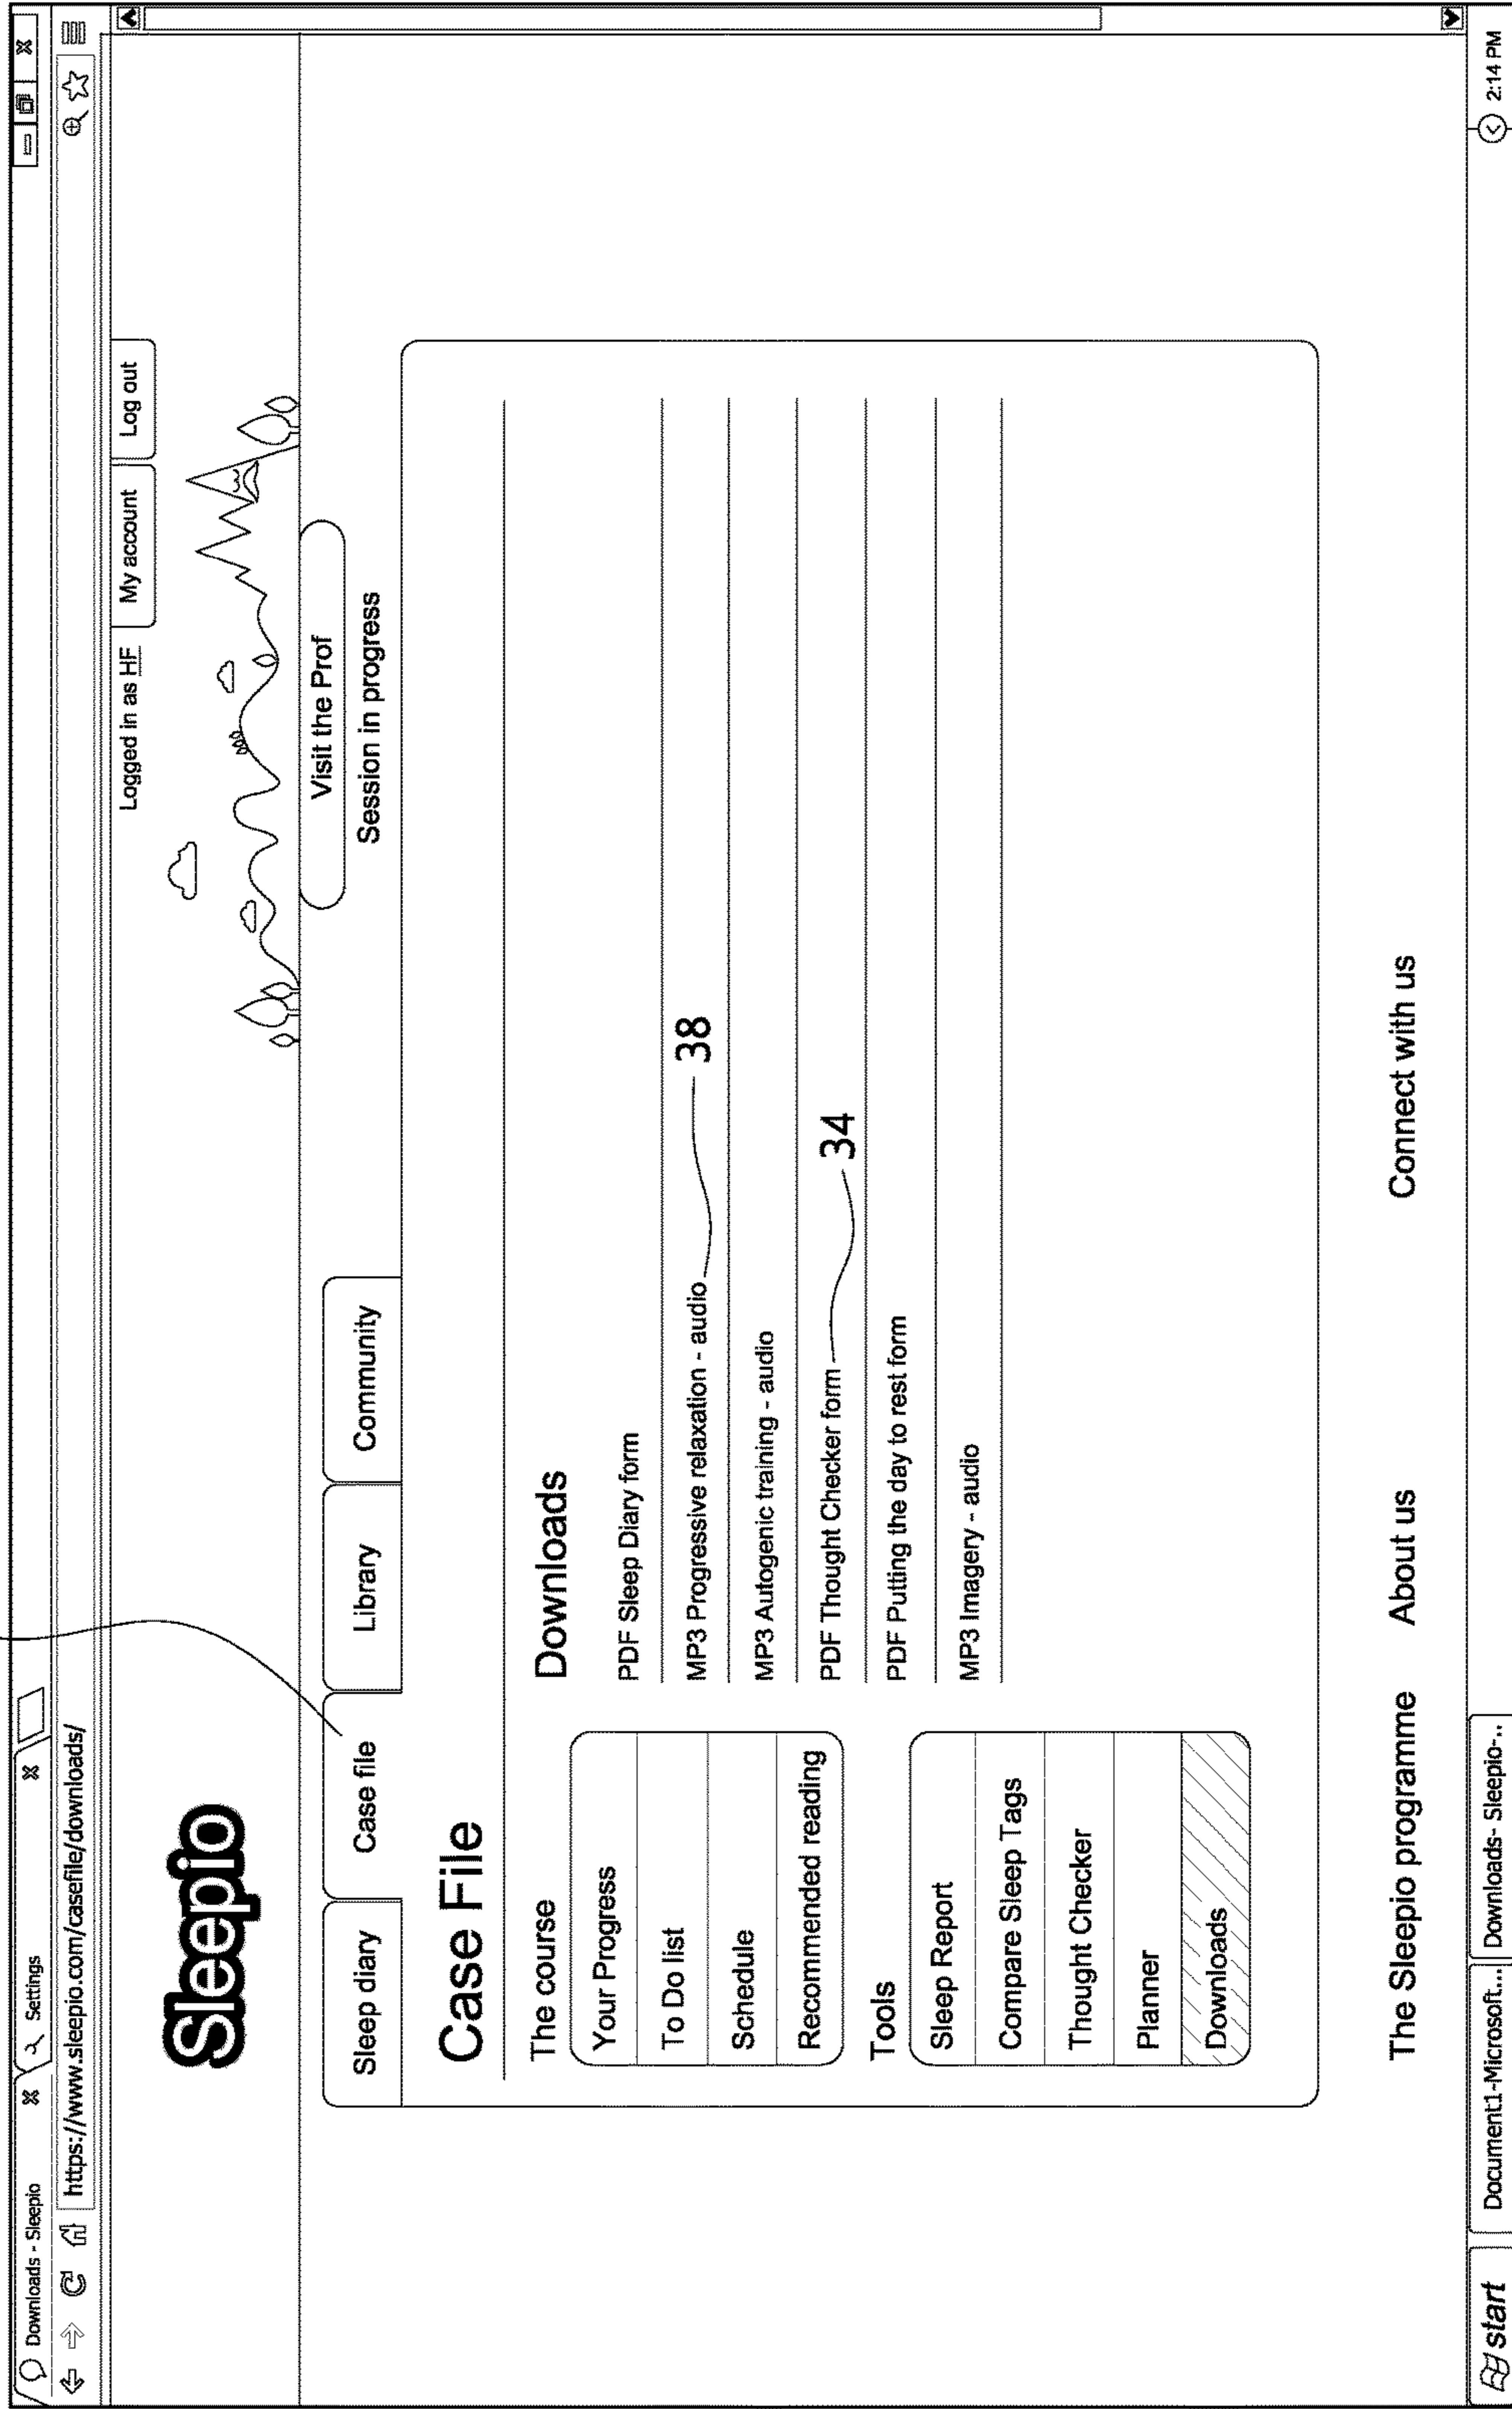 Downloads - Sleepio
Settings
https://www.sleepio.com/casefile/downloads/
Logged in as HF
My account
Log out
Sleepio
Visit the Prof
Session in progress
Sleep diary
Case file
Library
Community
Case File
The course
Your Progress
To Do list
Schedule
Recommended reading
Tools
Sleep Report
Compare Sleep Tags
Thought Checker
Planner
Downloads
Downloads
PDF Sleep Diary form
MP3 Progressive relaxation - audio
38
MP3 Autogenic training - audio
PDF Thought Checker form
34
PDF Putting the day to rest form
MP3 Imagery - audio
The Sleepio programme
About us
Connect with us
start
Document1-Microsoft...
Downloads- Sleepio-..
2:14 PM